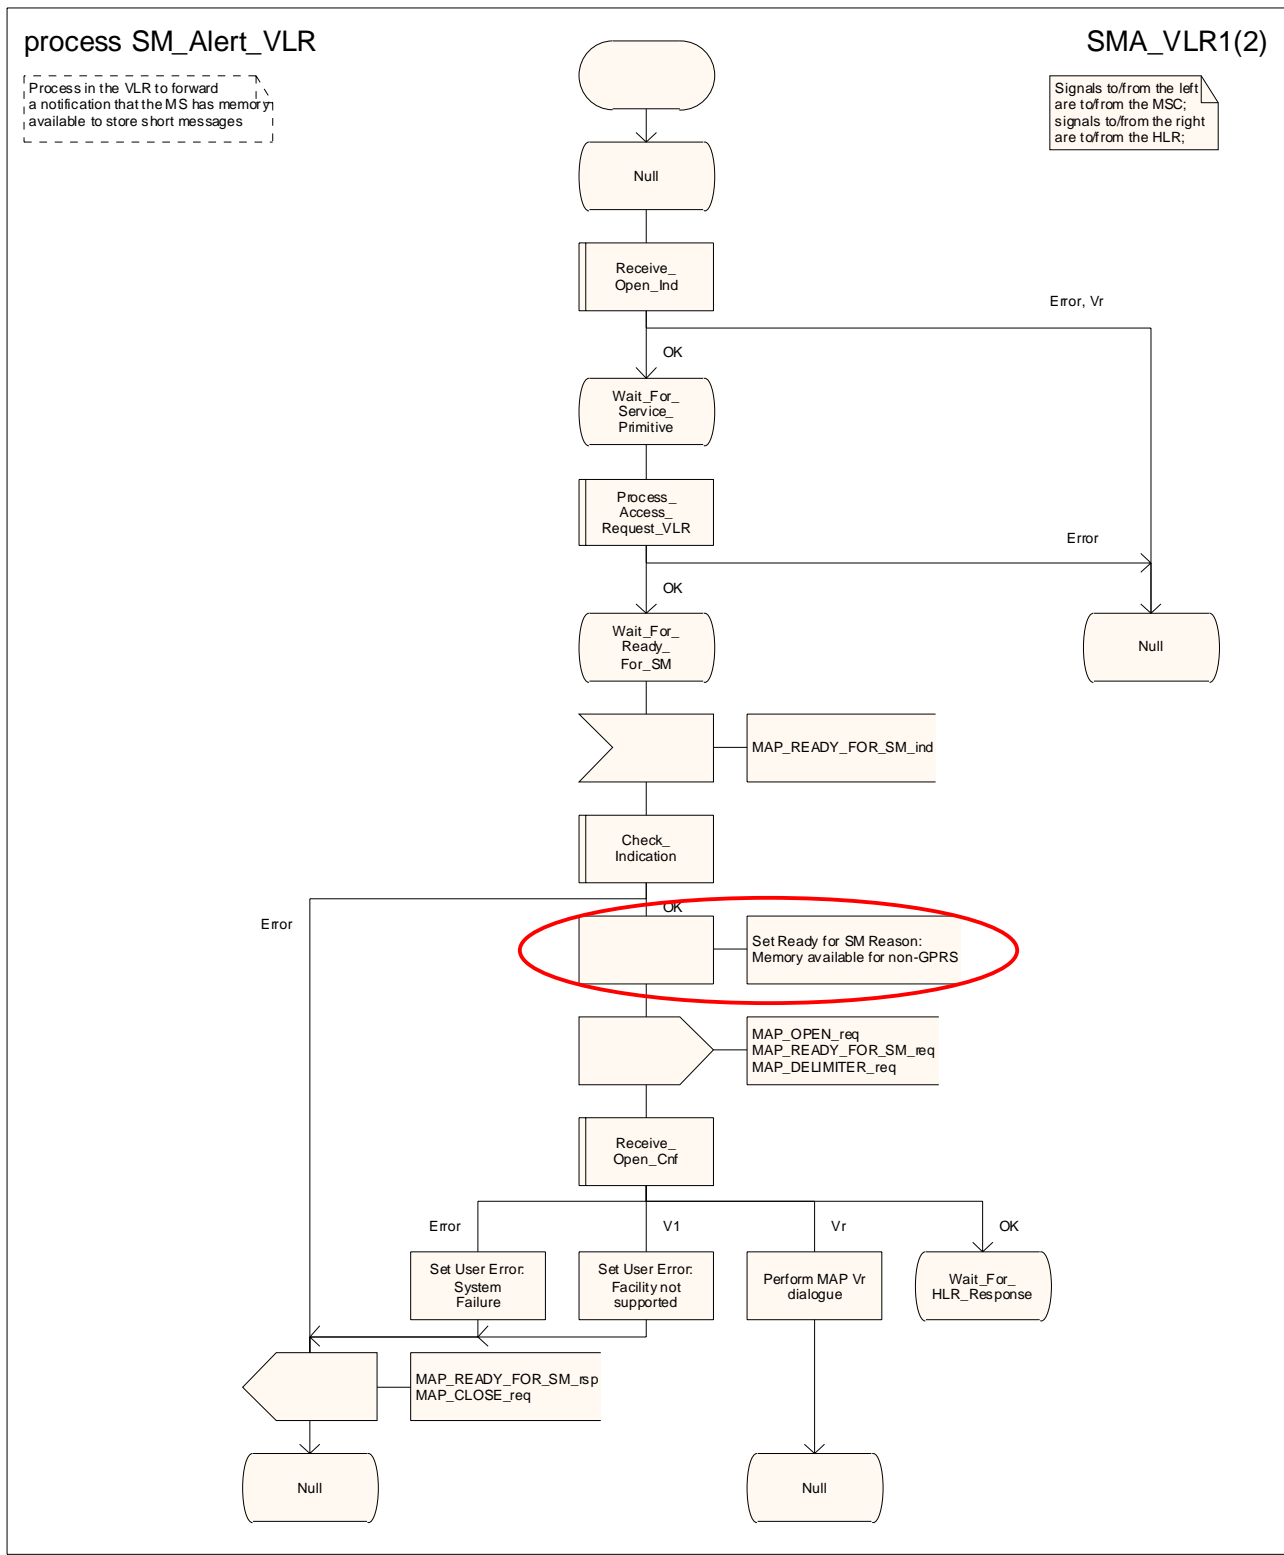 process SM_Alert_VLR
SMA_VLR1(2)
Process in the VLR to forward
a notification that the MS has memory
available to store short messages
Signals to/from the left
are to/from the MSC;
signals to/from the right
are to/from the HLR;
Null
Receive_
Open_Ind
Error, Vr
OK
Wait_For_
Service_
Primitive
Process_
Access_
Request_VLR
Error
OK
Wait_For_
Ready_
For_SM
Null
MAP_READY_FOR_SM_ind
Check_
Indication
Error
OK
Set Ready for SM Reason:
Memory available for non-GPRS
MAP_OPEN_req
MAP_READY_FOR_SM_req
MAP_DELIMITER_req
Receive_
Open_Cnf
Error
V1
Vr
OK
Set User Error:
System
Failure
Set User Error:
Facility not
supported
Perform MAP Vr
dialogue
Wait_For_
HLR_Response
MAP_READY_FOR_SM_rsp
MAP_CLOSE_req
Null
Null